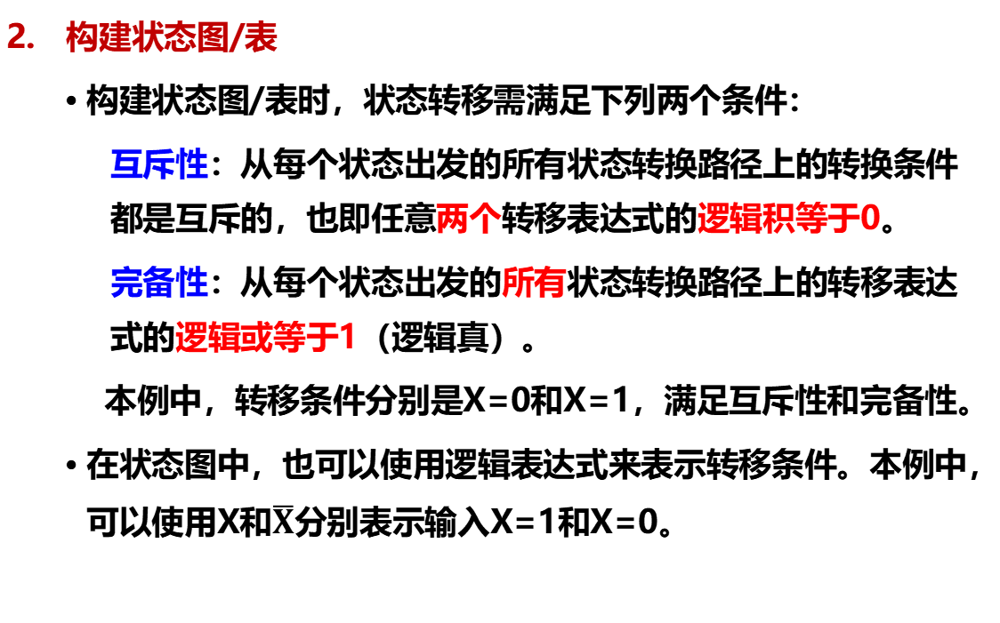 2. 构建状态图/表
• 构建状态图/表时，状态转移需满足下列两个条件：
互斥性：从每个状态出发的所有状态转换路径上的转换条件
都是互斥的，也即任意两个转移表达式的逻辑积等于0。
完备性：从每个状态出发的所有状态转换路径上的转移表达
式的逻辑或等于1（逻辑真）。
本例中，转移条件分别是X=0和X=1，满足互斥性和完备性。
• 在状态图中，也可以使用逻辑表达式来表示转移条件。本例中，
可以使用X和X̅分别表示输入X=1和X=0。